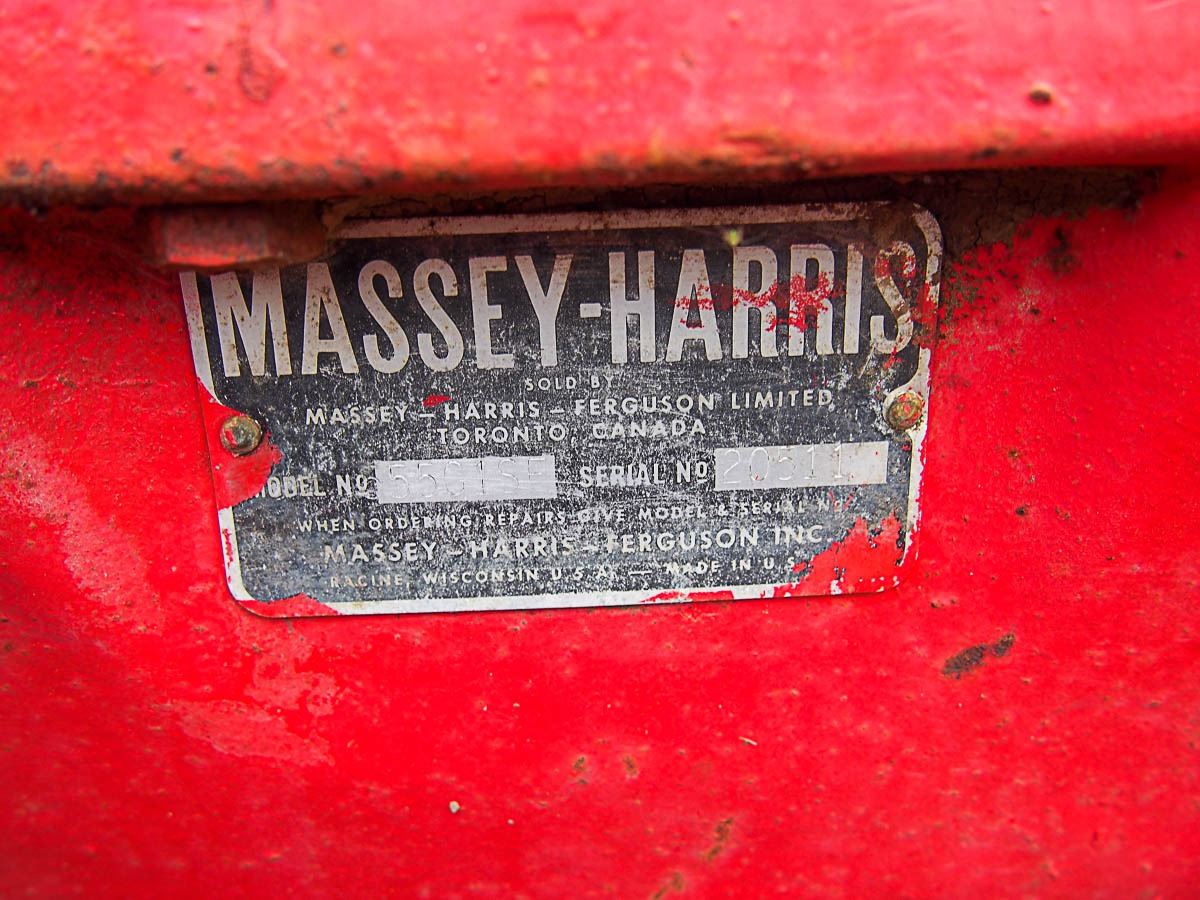 MASSEY-HARRIS
SOLD BY
MASSEY-HARRIS-FERGUSON LIMITED
TORONTO, CANADA
MODEL NO SERIAL NO 20511
WHEN ORDERING REPAIRS GIVE MODEL & SERIAL NO
MASSEY-HARRIS-FERGUSON INC.
RACINE, WISCONSIN U.S.A. — MADE IN U.S.